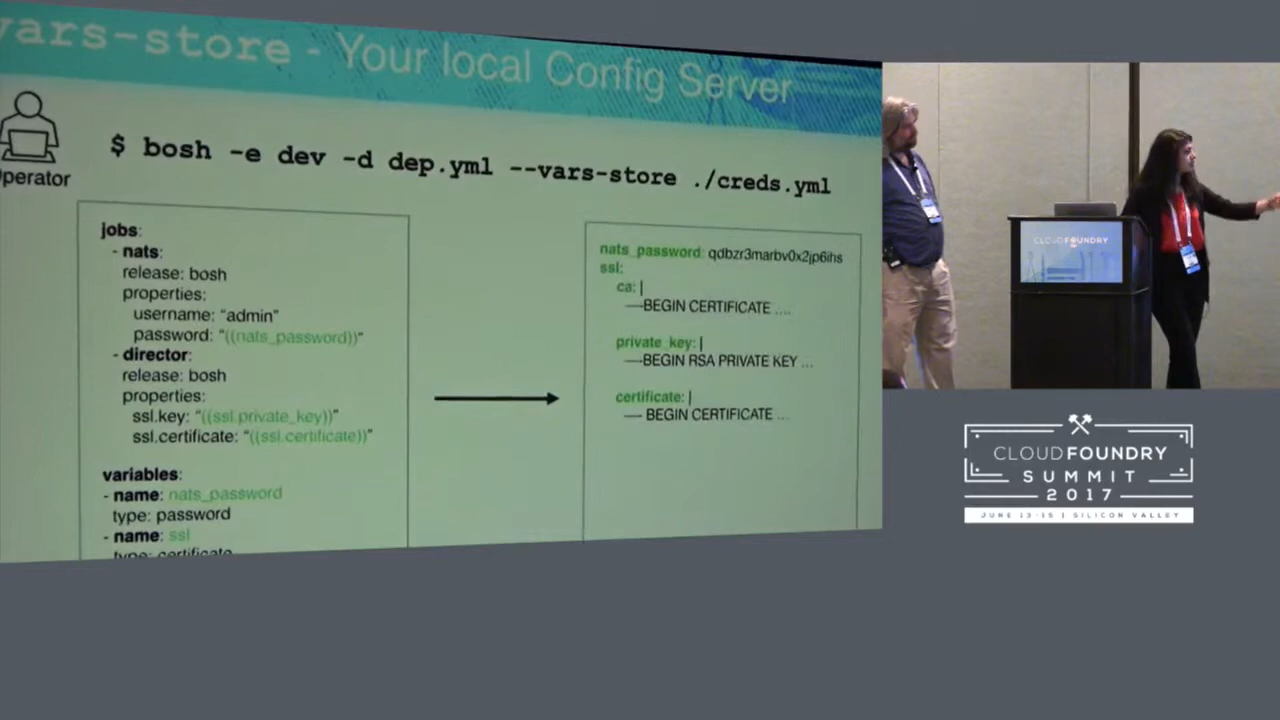 vars-store - Your local Config Server
Operator
$ bosh -e dev -d dep.yml --vars-store ./creds.yml
jobs:
- nats:
release: bosh
properties:
username: “admin”
password: “((nats_password))”
- director:
release: bosh
properties:
ssl.key: “((ssl.private_key))”
ssl.certificate: “((ssl.certificate))”
variables:
- name: nats_password
type: password
- name: ssl
type: certificate
nats_password: qdbzr3marbv0x2jp6ihs
ssl:
ca: |
—-BEGIN CERTIFICATE ....
private_key: |
—-BEGIN RSA PRIVATE KEY ...
certificate: |
—- BEGIN CERTIFICATE ...
CLOUD FOUNDRY
CLOUD FOUNDRY
SUMMIT
2017
JUNE 13-15 | SILICON VALLEY